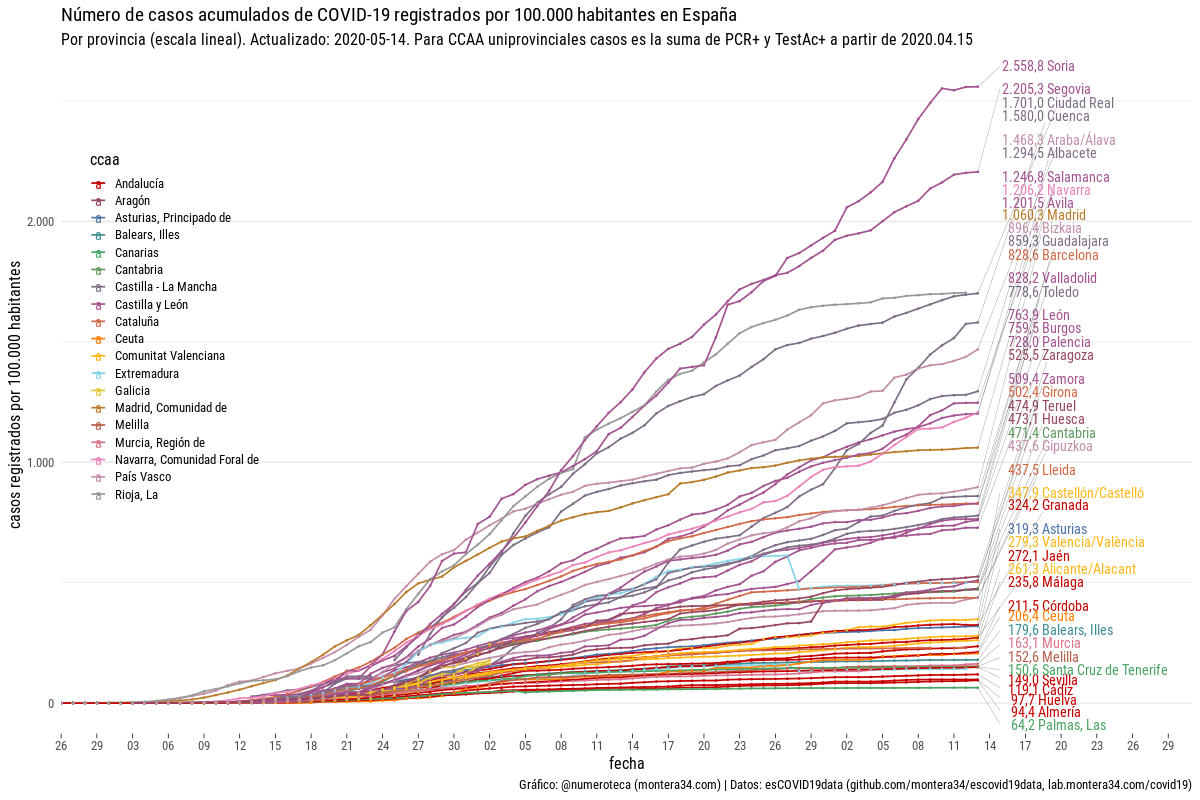 Número de casos acumulados de COVID-19 registrados por 100.000 habitantes en España
Por provincia (escala lineal). Actualizado: 2020-05-14. Para CCAA uniprovinciales casos es la suma de PCR+ y TestAc+ a partir de 2020.04.15
casos registrados por 100.000 habitantes
2.000
1.000
0
ccaa
Andalucía
Aragón
Asturias, Principado de
Balears, Illes
Canarias
Cantabria
Castilla - La Mancha
Castilla y León
Cataluña
Ceuta
Comunitat Valenciana
Extremadura
Galicia
Madrid, Comunidad de
Melilla
Murcia, Región de
Navarra, Comunidad Foral de
País Vasco
Rioja, La
2.558,8 Soria
2.205,3 Segovia
1.701,0 Ciudad Real
1.580,0 Cuenca
1.468,3 Araba/Álava
1.294,5 Albacete
1.246,8 Salamanca
1.206,2 Navarra
1.201,5 Ávila
1.060,3 Madrid
896,4 Bizkaia
859,3 Guadalajara
828,6 Barcelona
828,2 Valladolid
778,6 Toledo
763,9 León
759,5 Burgos
728,0 Palencia
525,5 Zaragoza
509,4 Zamora
502,4 Girona
474,9 Teruel
473,1 Huesca
471,4 Cantabria
437,6 Gipuzkoa
437,5 Lleida
347,9 Castellón/Castelló
324,2 Granada
319,3 Asturias
279,3 Valencia/València
272,1 Jaén
261,3 Alicante/Alacant
235,8 Málaga
211,5 Córdoba
206,4 Ceuta
179,6 Balears, Illes
163,1 Murcia
152,6 Melilla
150,6 Santa Cruz de Tenerife
149,0 Sevilla
119,1 Cádiz
97,7 Huelva
94,4 Almería
64,2 Palmas, Las
26 29 03 06 09 12 15 18 21 24 27 30 02 05 08 11 14 17 20 23 26 29 02 05 08 11 14 17 20 23 26 29
fecha
Gráfico: @numeroteca (montera34.com) | Datos: esCOVID19data (github.com/montera34/escovid19data, lab.montera34.com/covid19)